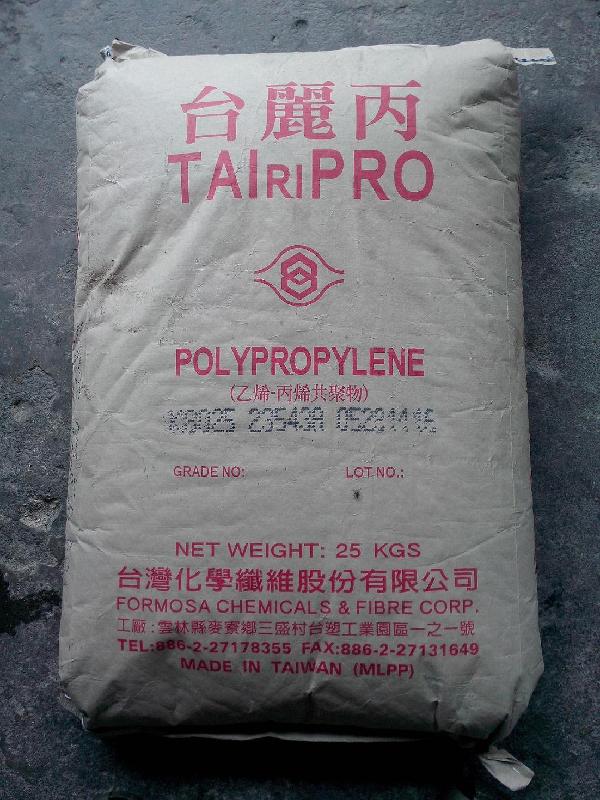 台麗丙
TAIRIPRO
POLYPROPYLENE
(乙烯-丙烯共聚物)
GRADE NO:
LOT NO.:
NET WEIGHT: 25 KGS
台灣化學纖維股份有限公司
FORMOSA CHEMICALS & FIBRE CORP.
工廠:雲林縣麥寮鄉三盛村台塑工業園區一之一號
TEL:886-2-27178355 FAX:886-2-27131649
MADE IN TAIWAN (MLPP)